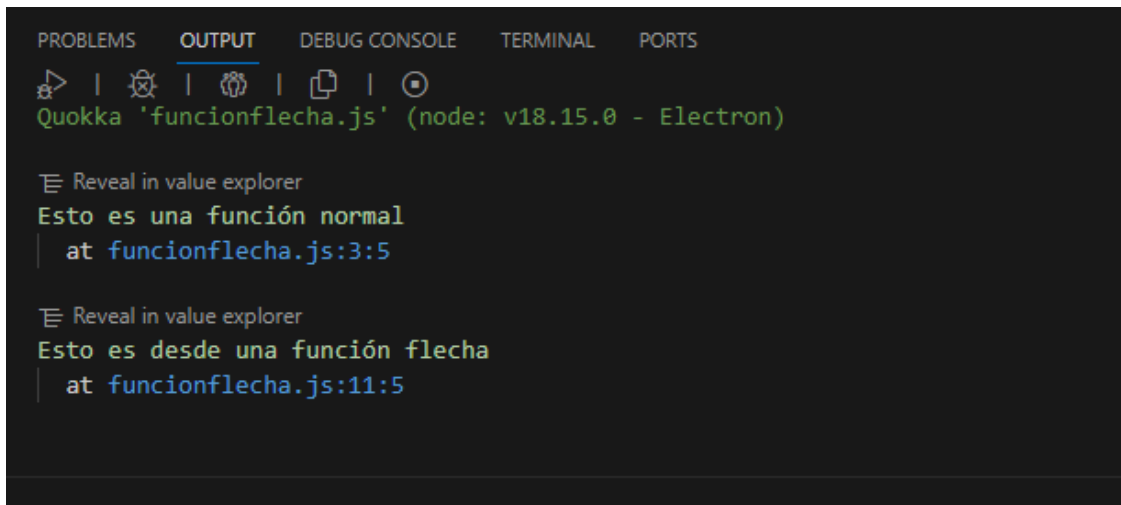 PROBLEMS OUTPUT DEBUG CONSOLE TERMINAL PORTS
Quokka 'funcionflecha.js' (node: v18.15.0 - Electron)
Reveal in value explorer
Esto es una función normal
at funcionflecha.js:3:5
Reveal in value explorer
Esto es desde una función flecha
at funcionflecha.js:11:5